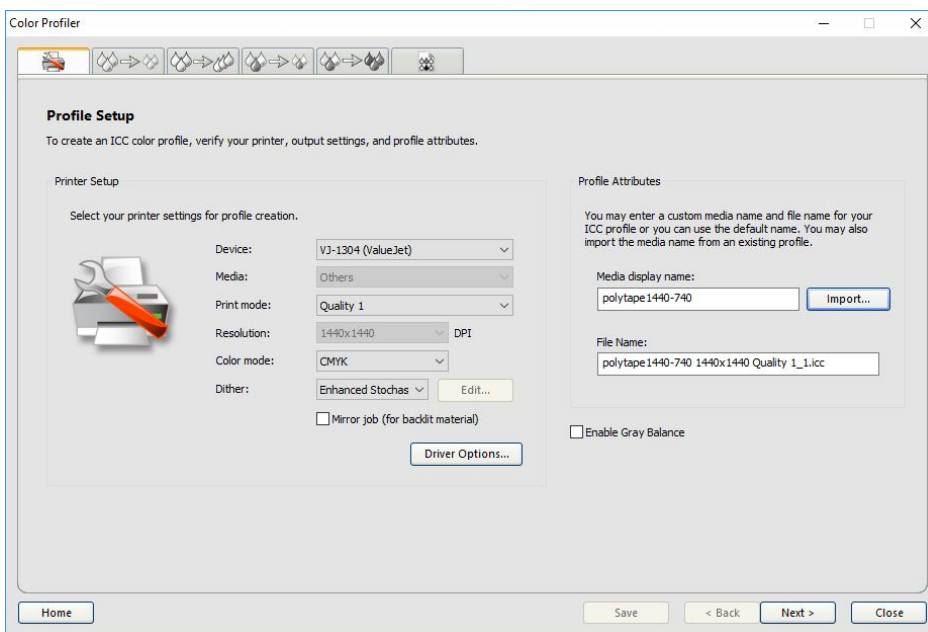 Color Profiler
Profile Setup
To create an ICC color profile, verify your printer, output settings, and profile attributes.
Printer Setup
Select your printer settings for profile creation.
Device: VJ-1304 (ValueJet)
Media: Others
Print mode: Quality 1
Resolution: 1440x1440 DPI
Color mode: CMYK
Dither: Enhanced Stochas Edit...
Mirror job (for backlit material)
Driver Options...
Profile Attributes
You may enter a custom media name and file name for your
ICC profile or you can use the default name. You may also
import the media name from an existing profile.
Media display name:
polytape1440-740 Import...
File Name:
polytape1440-740 1440x1440 Quality 1_1.icc
Enable Gray Balance
Home Save < Back Next > Close